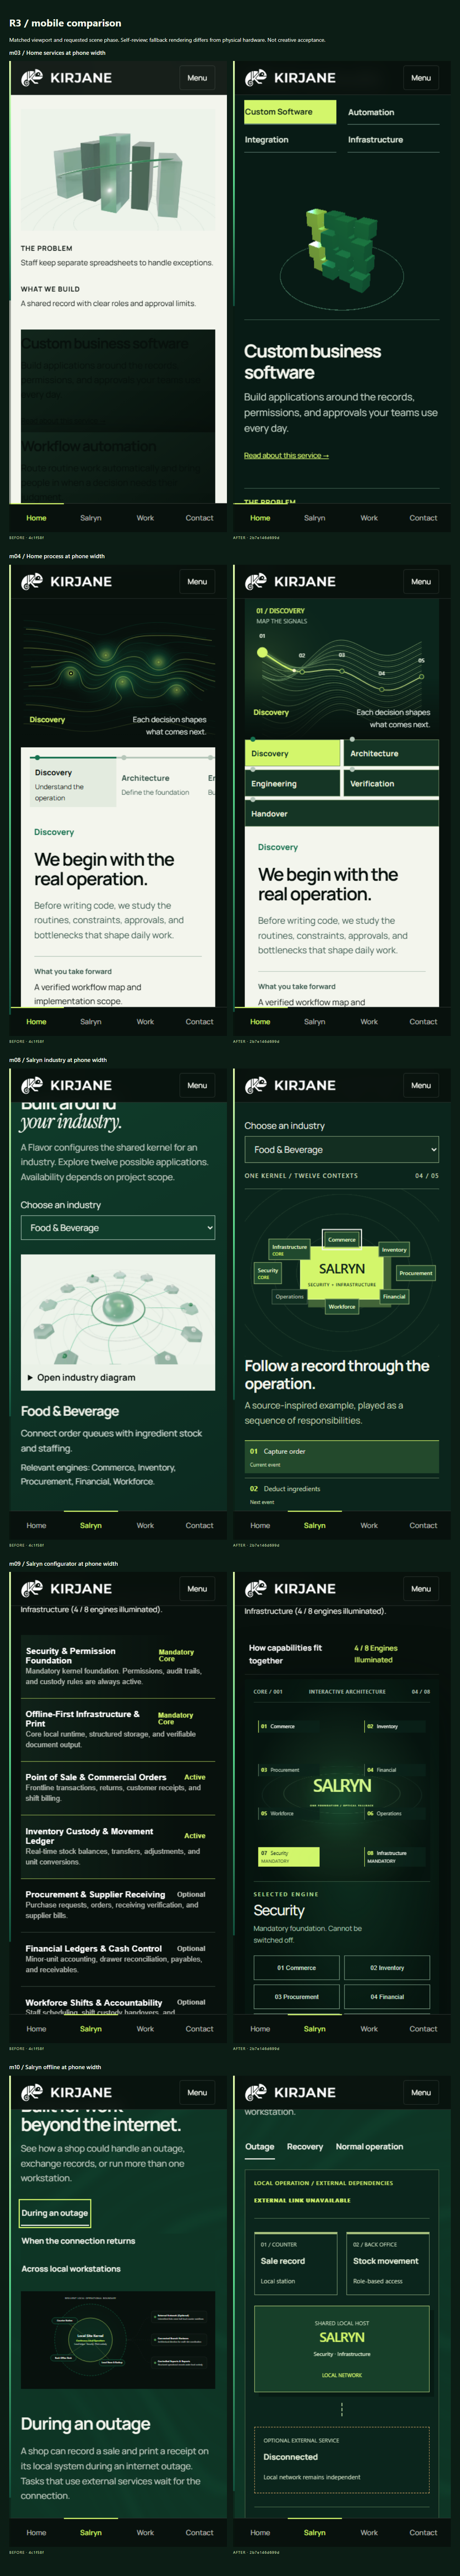 R3 / mobile comparison
Matched viewport and requested scene phase. Self-review: fallback rendering differs from physical hardware. Not creative acceptance.
m03 / Home services at phone width
KIRJANE
Menu
THE PROBLEM
Staff keep separate spreadsheets to handle exceptions.
WHAT WE BUILD
A shared record with clear roles and approval limits.
Custom business software
every day.
Workflow automation
Home
Salryn
Work
Contact
KIRJANE
Menu
Custom Software
Automation
Integration
Infrastructure
Custom business
software
Build applications around the records,
permissions, and approvals your teams use
every day.
Read about this service →
THE PROBLEM
Home
Salryn
Work
Contact
m04 / Home process at phone width
KIRJANE
Menu
Discovery
Each decision shapes
what comes next.
Discovery
Understand the
operation
Architecture
Define the foundation
Discovery
We begin with the
real operation.
Before writing code, we study the
routines, constraints, approvals, and
bottlenecks that shape daily work.
What you take forward
A verified workflow map and
implementation scope.
Home
Salryn
Work
Contact
KIRJANE
Menu
01 / DISCOVERY
MAP THE SIGNALS
01
02
03
04
05
Discovery
Each decision shapes
what comes next.
Discovery
Architecture
Engineering
Verification
Handover
Discovery
We begin with the
real operation.
Before writing code, we study the
routines, constraints, approvals, and
bottlenecks that shape daily work.
What you take forward
A verified workflow map and
Home
Salryn
Work
Contact
m08 / Salryn industry at phone width
KIRJANE
Menu
Built around
your industry.
A Flavor configures the shared kernel for an
industry. Explore twelve possible applications.
Availability depends on project scope.
Choose an industry
Food & Beverage
Open industry diagram
Food & Beverage
Connect order queues with ingredient stock
and staffing.
Relevant engines: Commerce, Inventory,
Procurement, Financial, Workforce.
Home
Salryn
Work
Contact
KIRJANE
Menu
Choose an industry
Food & Beverage
ONE KERNEL / TWELVE CONTEXTS
04 / 05
Commerce
Infrastructure
CORE
Inventory
SALRYN
SECURITY + INFRASTRUCTURE
Security
CORE
Procurement
Operations
Financial
Workforce
Follow a record through the
operation.
A source-inspired example, played as a
sequence of responsibilities.
01 Capture order
Current event
02 Deduct ingredients
Next event
Home
Salryn
Work
Contact
m09 / Salryn configurator at phone width
KIRJANE
Menu
Infrastructure (4 / 8 engines illuminated).
Security & Permission
Foundation
Mandatory
Core
Mandatory kernel foundation. Permissions, audit trails,
and custody rules are always active.
Offline-First Infrastructure &
Print
Mandatory
Core
Core local runtime, structured storage, and verifiable
document output.
Point of Sale & Commercial Orders
Active
Frontline transactions, returns, customer receipts, and
shift billing.
Inventory Custody & Movement
Ledger
Active
Real-time stock balances, transfers, adjustments, and
unit conversions.
Procurement & Supplier Receiving
Optional
Purchase requests, orders, receiving verification, and
supplier bills.
Financial Ledgers & Cash Control
Optional
Minor-unit accounting, drawer reconciliation, payables,
and receivables.
Workforce Shifts & Accountability
Optional
Staff scheduling, shift custody handovers, and
Home
Salryn
Work
Contact
KIRJANE
Menu
Infrastructure (4 / 8 engines illuminated).
How capabilities fit
together
4 / 8 Engines
Illuminated
CORE / 001
INTERACTIVE ARCHITECTURE
04 / 08
01 Commerce
02 Inventory
03 Procurement
04 Financial
SALRYN
05 Workforce
06 Operations
07 Security
MANDATORY
08 Infrastructure
MANDATORY
SELECTED ENGINE
Security
Mandatory foundation. Cannot be
switched off.
01 Commerce
02 Inventory
03 Procurement
04 Financial
Home
Salryn
Work
Contact
m10 / Salryn offline at phone width
KIRJANE
Menu
Built for work
beyond the internet.
See how a shop could handle an outage,
exchange records, or run more than one
workstation.
During an outage
When the connection returns
Across local workstations
During an outage
A shop can record a sale and print a receipt on
its local system during an internet outage.
Tasks that use external services wait for the
connection.
Home
Salryn
Work
Contact
KIRJANE
Menu
workstation.
Outage
Recovery
Normal operation
LOCAL OPERATION / EXTERNAL DEPENDENCIES
EXTERNAL LINK UNAVAILABLE
01 / COUNTER
Sale record
Local station
02 / BACK OFFICE
Stock movement
Role-based access
SHARED LOCAL HOST
SALRYN
Security · Infrastructure
LOCAL NETWORK
OPTIONAL EXTERNAL SERVICE
Disconnected
Local network remains independent
Home
Salryn
Work
Contact